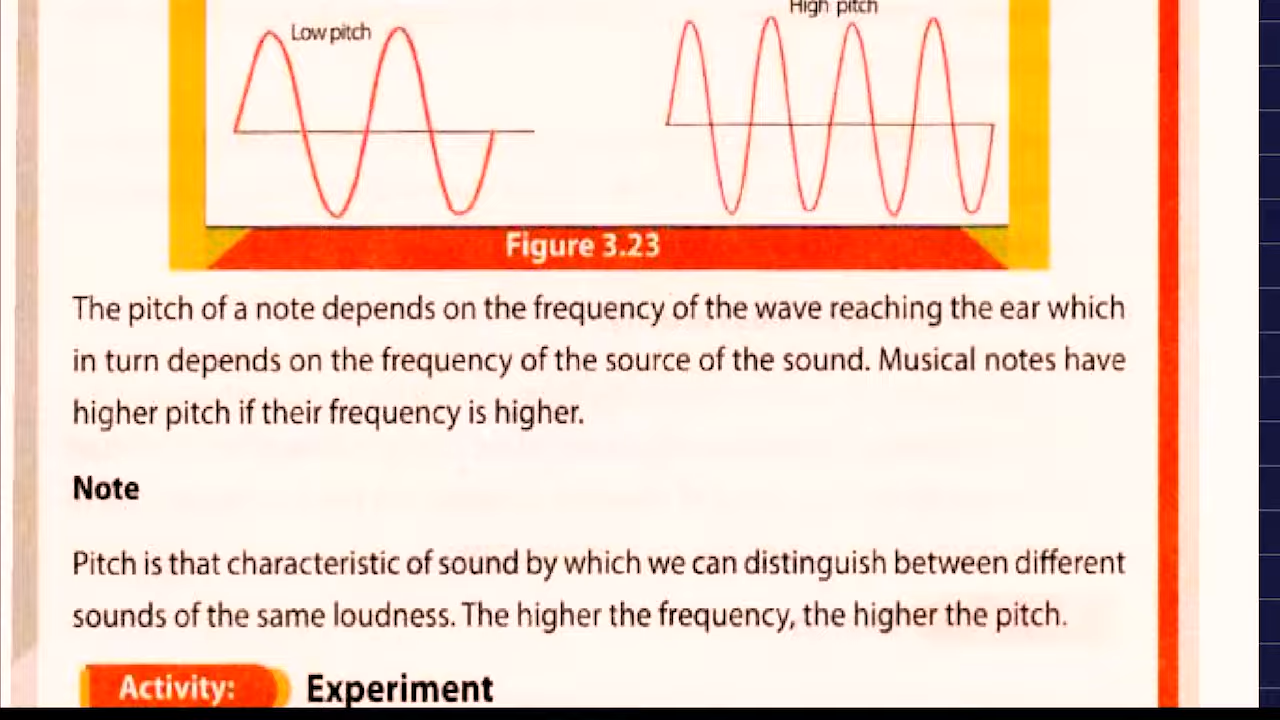 Low pitch
High pitch
Figure 3.23
The pitch of a note depends on the frequency of the wave reaching the ear which
in turn depends on the frequency of the source of the sound. Musical notes have
higher pitch if their frequency is higher.
Note
Pitch is that characteristic of sound by which we can distinguish between different
sounds of the same loudness. The higher the frequency, the higher the pitch.
Activity: Experiment